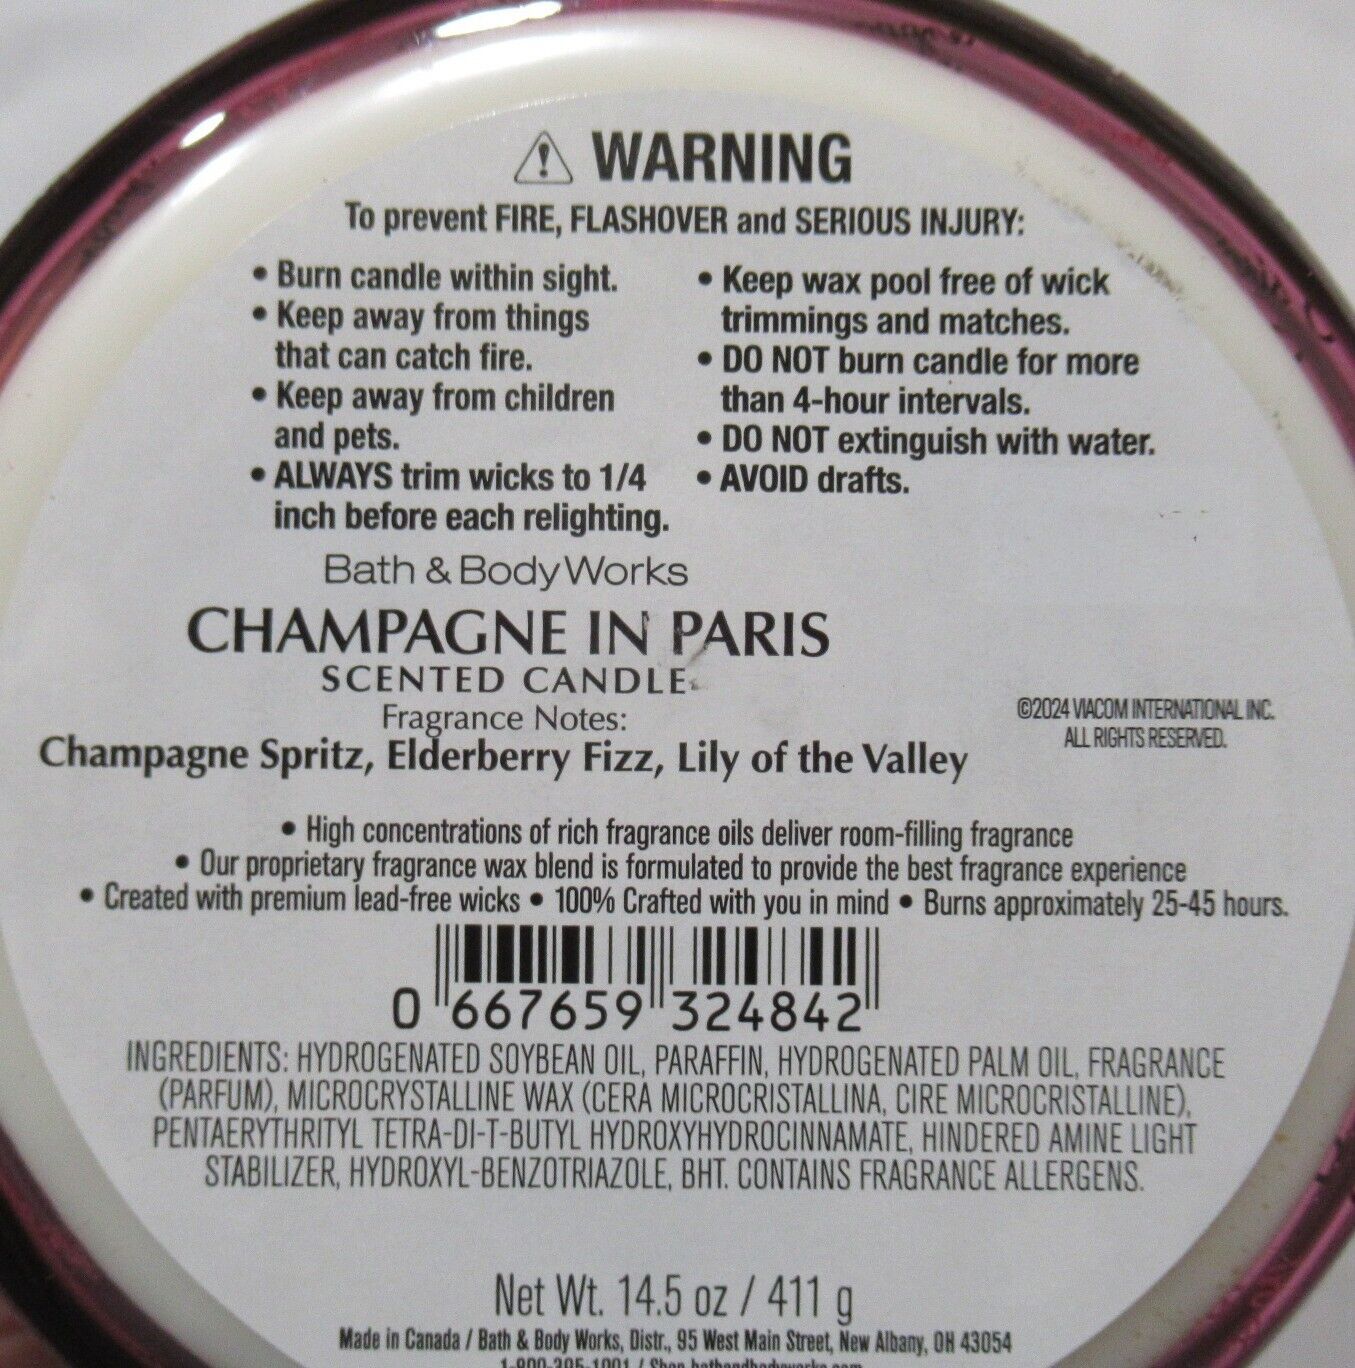 WARNING
To prevent FIRE, FLASHOVER and SERIOUS INJURY:
• Burn candle within sight.
• Keep away from things
that can catch fire.
• Keep away from children
and pets.
• ALWAYS trim wicks to 1/4
inch before each relighting.
• Keep wax pool free of wick
trimmings and matches.
• DO NOT burn candle for more
than 4-hour intervals.
• DO NOT extinguish with water.
• AVOID drafts.
Bath & Body Works
CHAMPAGNE IN PARIS
SCENTED CANDLE
Fragrance Notes:
Champagne Spritz, Elderberry Fizz, Lily of the Valley
©2024 VIACOM INTERNATIONAL INC.
ALL RIGHTS RESERVED.
• High concentrations of rich fragrance oils deliver room-filling fragrance
• Our proprietary fragrance wax blend is formulated to provide the best fragrance experience
• Created with premium lead-free wicks • 100% Crafted with you in mind • Burns approximately 25-45 hours.
0 667659 324842
INGREDIENTS: HYDROGENATED SOYBEAN OIL, PARAFFIN, HYDROGENATED PALM OIL, FRAGRANCE
(PARFUM), MICROCRYSTALLINE WAX (CERA MICROCRISTALLINA, CIRE MICROCRISTALLINE),
PENTAERYTHRITYL TETRA-DI-T-BUTYL HYDROXYHYDROCINNAMATE, HINDERED AMINE LIGHT
STABILIZER, HYDROXYL-BENZOTRIAZOLE, BHT. CONTAINS FRAGRANCE ALLERGENS.
Net Wt. 14.5 oz / 411 g
Made in Canada / Bath & Body Works, Distr., 95 West Main Street, New Albany, OH 43054
1-800-395-1001 / Shop bathandbodyworks.com